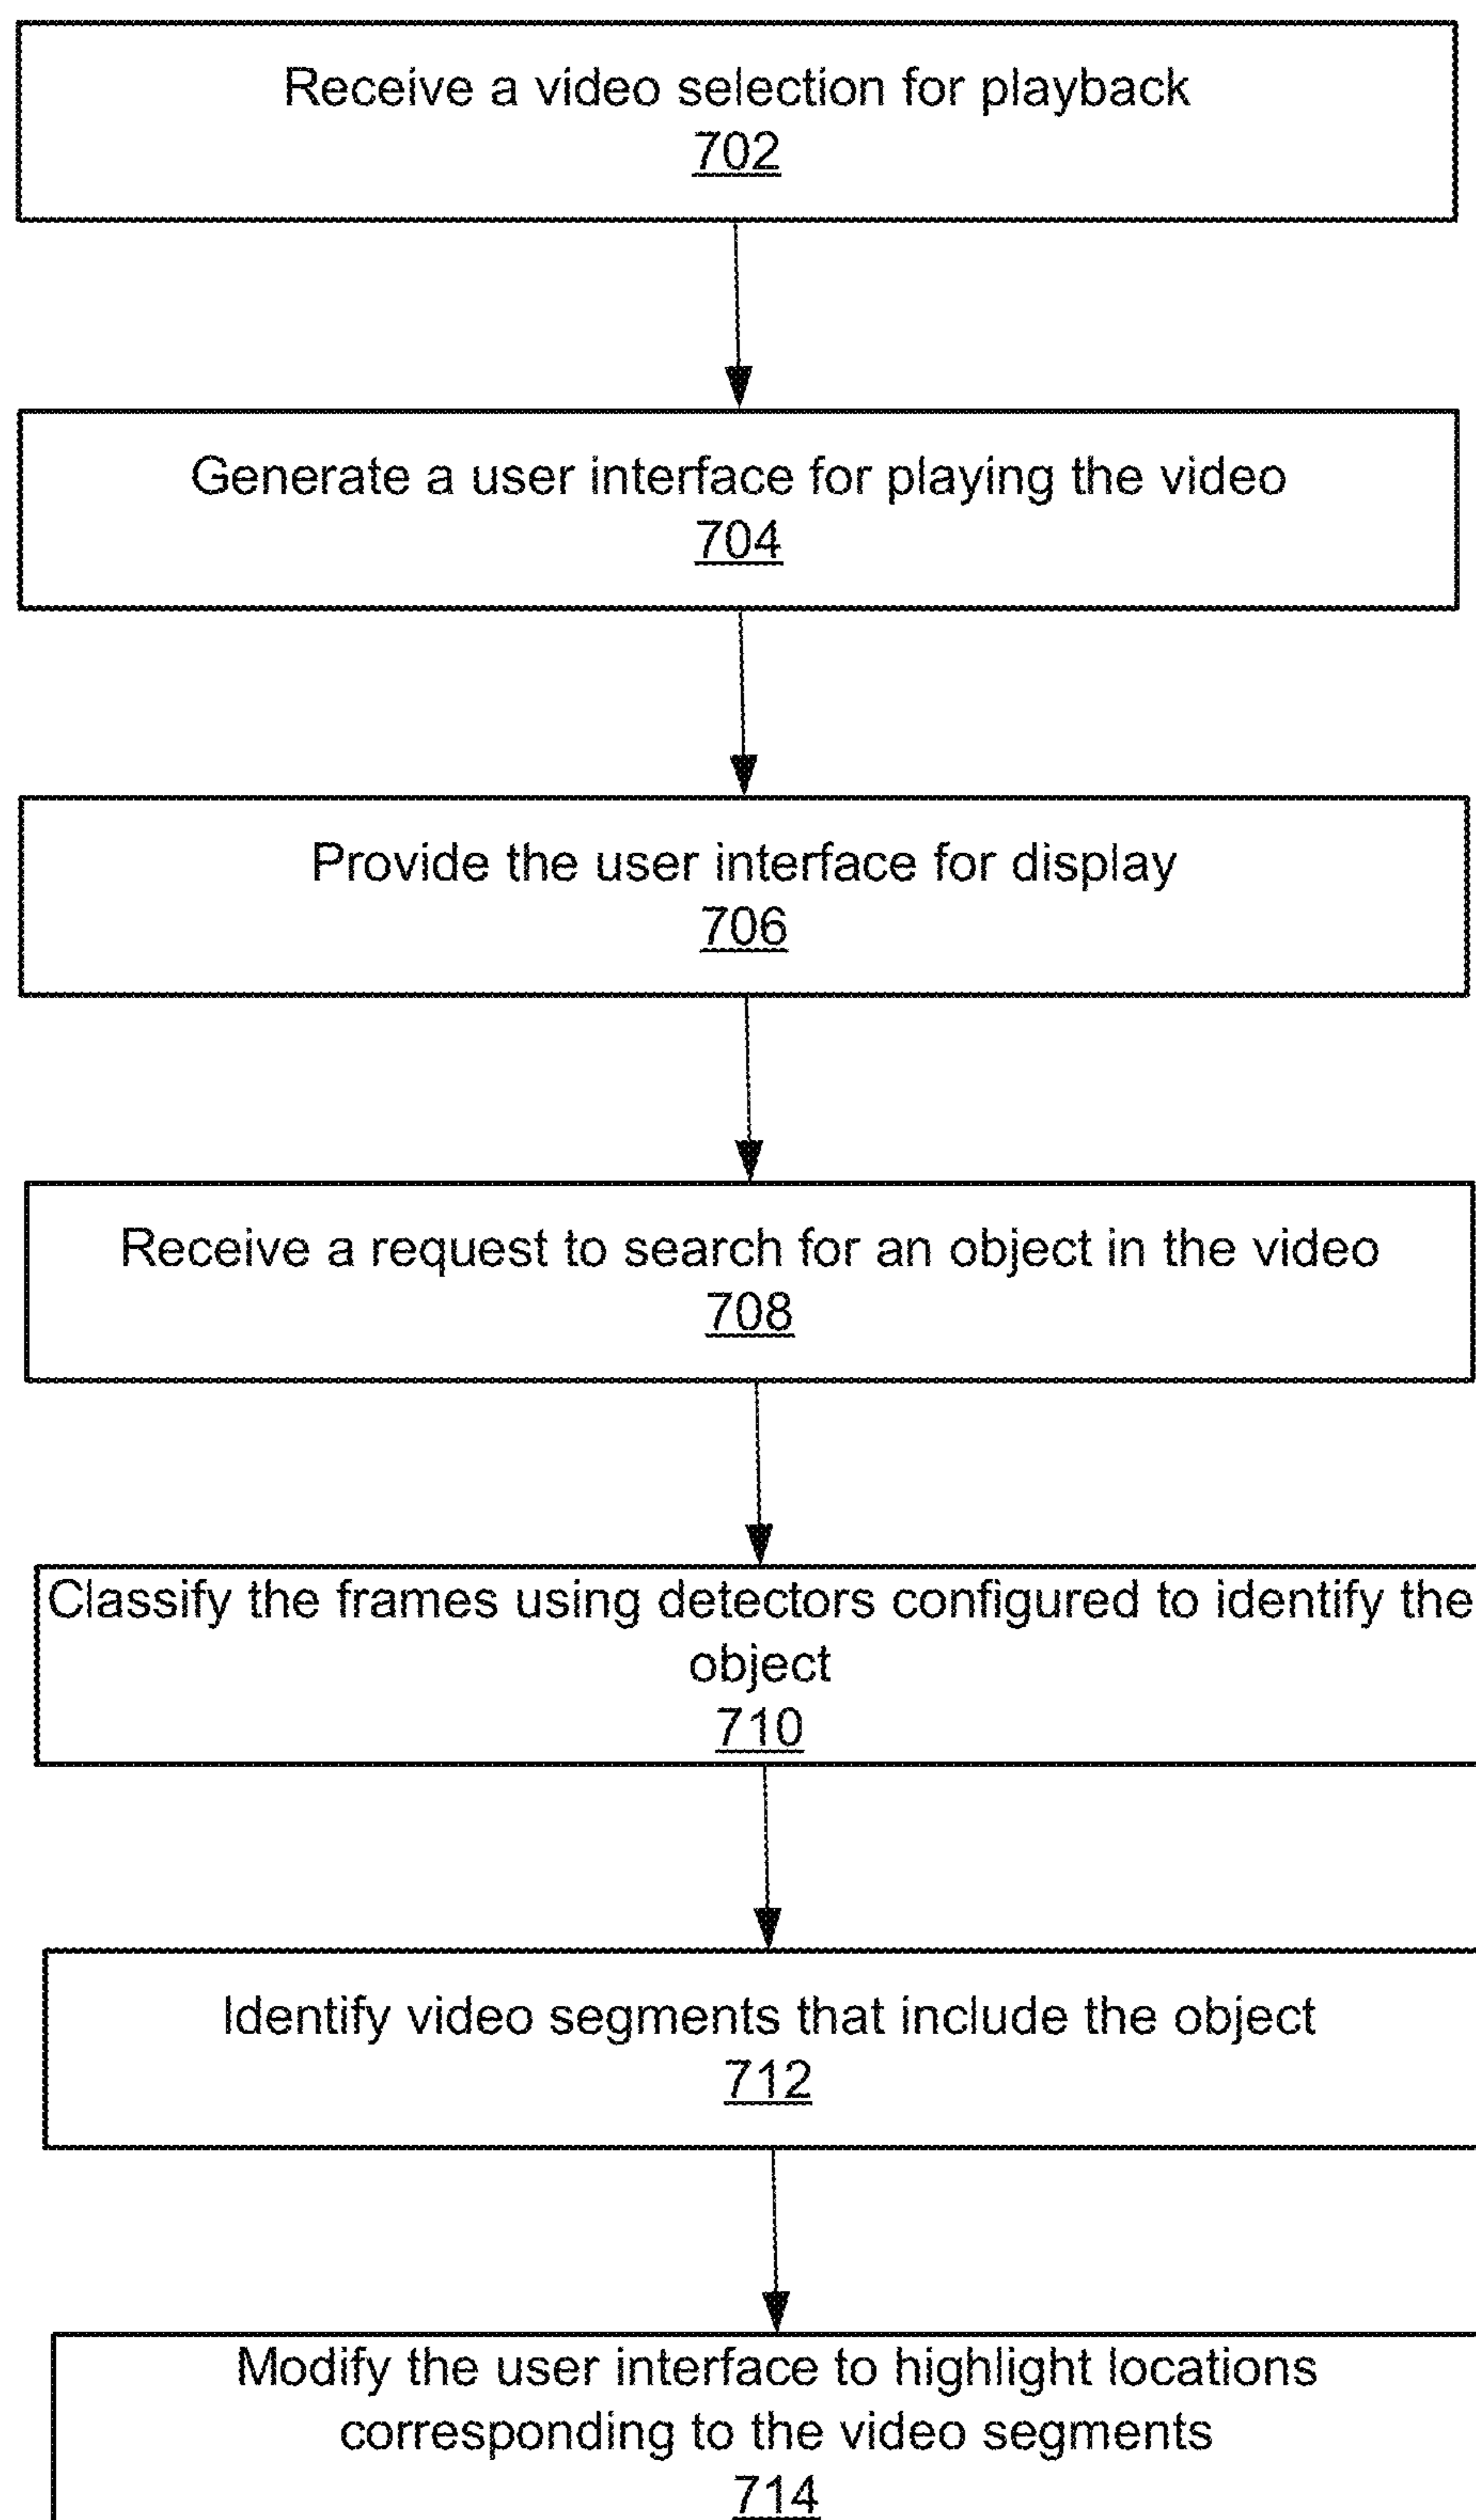 Receive a video selection for playback
702
Generate a user interface for playing the video
704
Provide the user interface for display
706
Receive a request to search for an object in the video
708
Classify the frames using detectors configured to identify the
object
710
Identify video segments that include the object
712
Modify the user interface to highlight locations
corresponding to the video segments
714